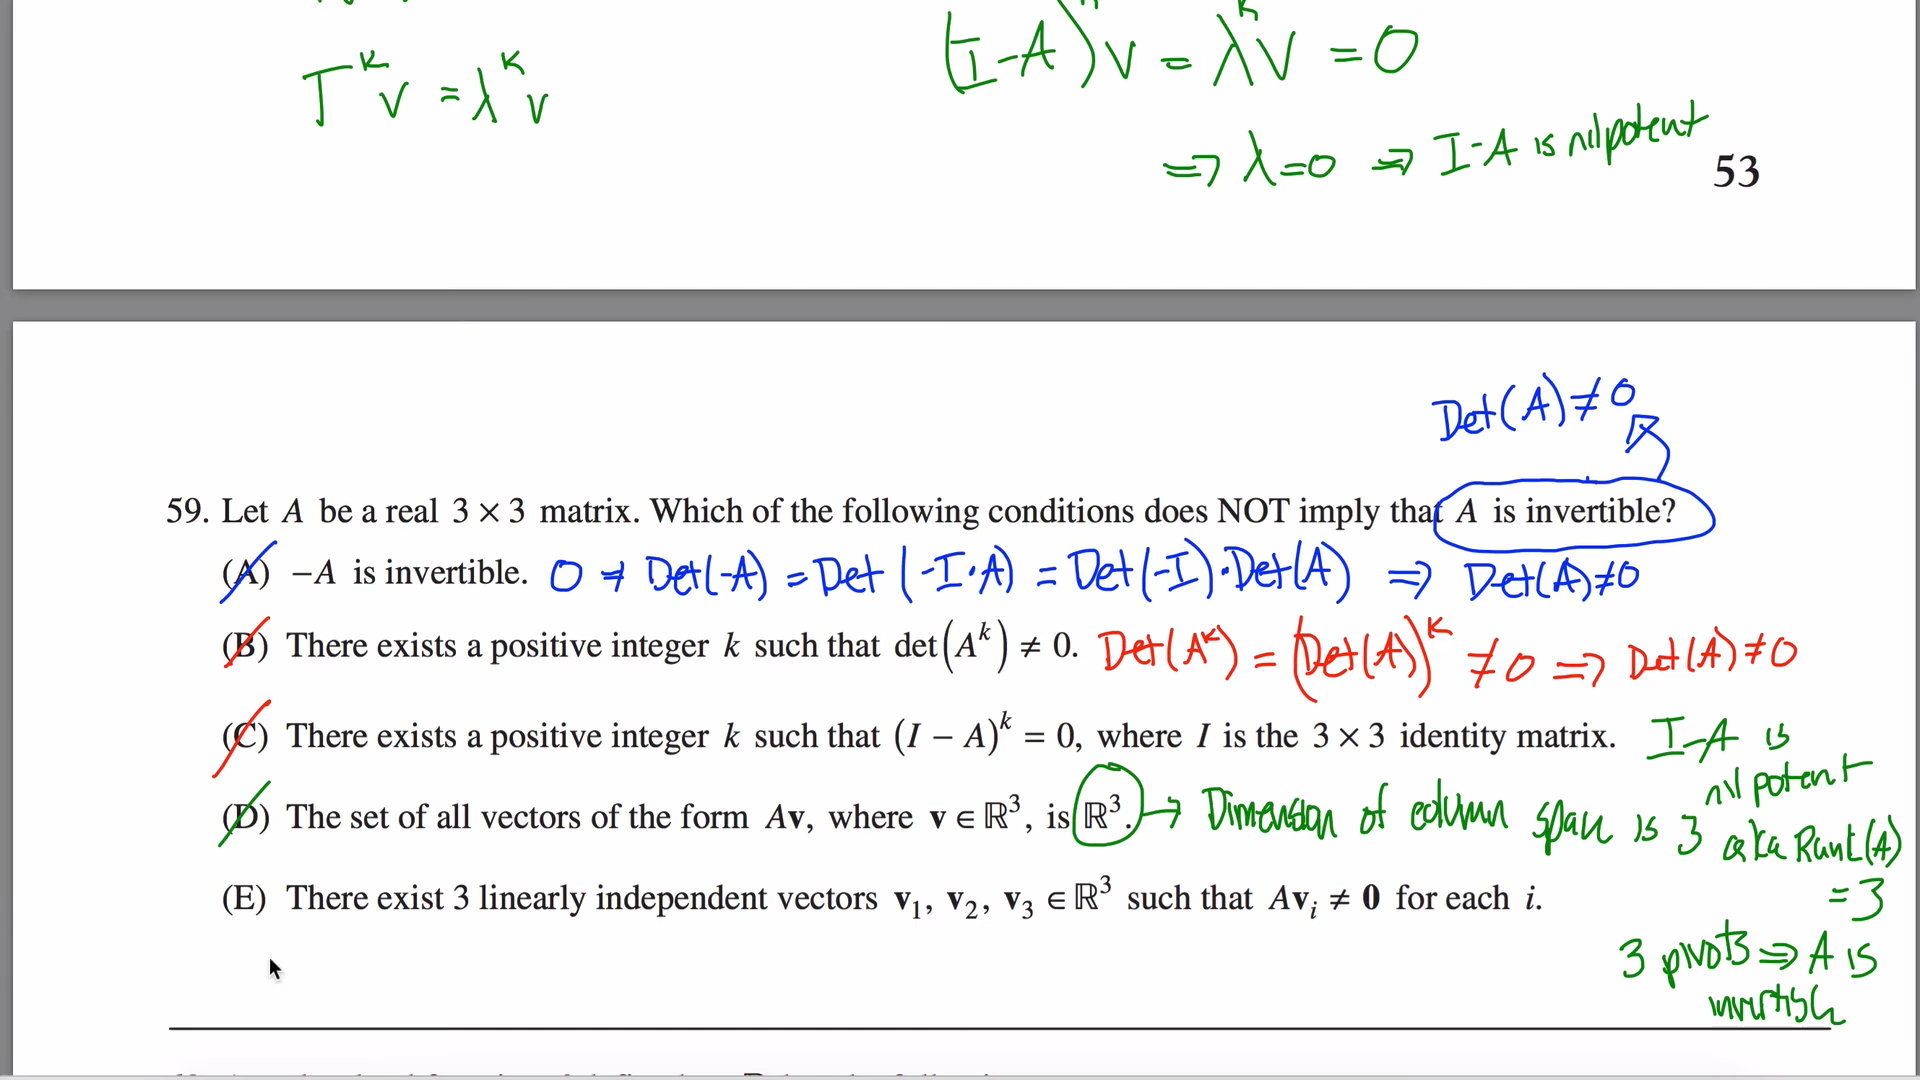 T^k v = λ^k v
(I-A)^k v = λ^k v = 0
⇒ λ=0 ⇒ I-A is nilpotent
53
Det(A)≠0
59. Let A be a real 3 × 3 matrix. Which of the following conditions does NOT imply that A is invertible?
(A) −A is invertible. 0 ≠ Det(-A) = Det(-I·A) = Det(-I)·Det(A) ⇒ Det(A)≠0
(B) There exists a positive integer k such that det(A^k) ≠ 0. Det(A^k) = (Det(A))^k ≠0 ⇒ Det(A)≠0
(C) There exists a positive integer k such that (I − A)^k = 0, where I is the 3 × 3 identity matrix. I-A is
nilpotent
(D) The set of all vectors of the form Av, where v ∈ ℝ³, is ℝ³. → Dimension of column span is 3 aka Rank(A)
= 3
(E) There exist 3 linearly independent vectors v₁, v₂, v₃ ∈ ℝ³ such that Avᵢ ≠ 0 for each i.
3 pivots ⇒ A is